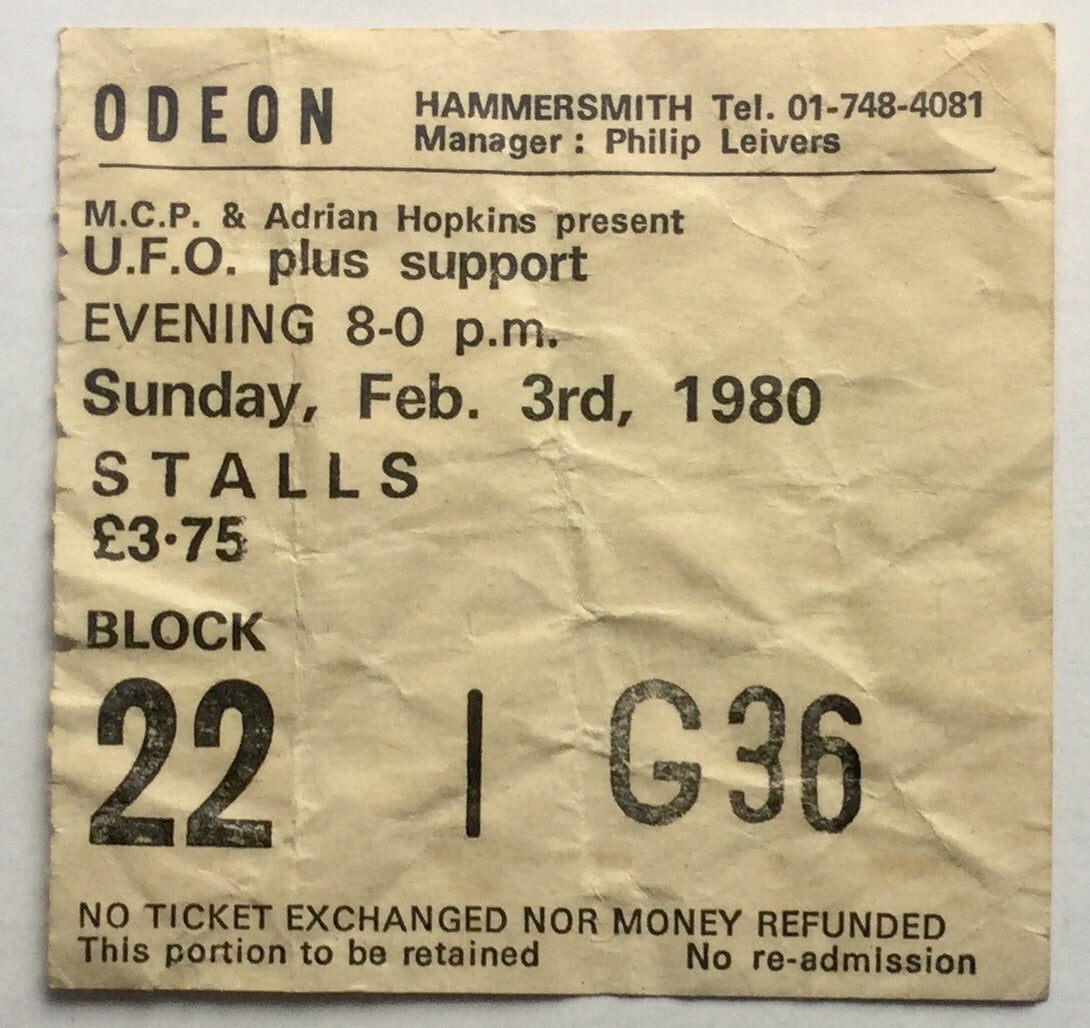 ODEON HAMMERSMITH Tel. 01-748-4081
Manager : Philip Leivers
M.C.P. & Adrian Hopkins present
U.F.O. plus support
EVENING 8-0 p.m.
Sunday, Feb. 3rd, 1980
STALLS
£3·75
BLOCK
22 | G36
NO TICKET EXCHANGED NOR MONEY REFUNDED
This portion to be retained No re-admission